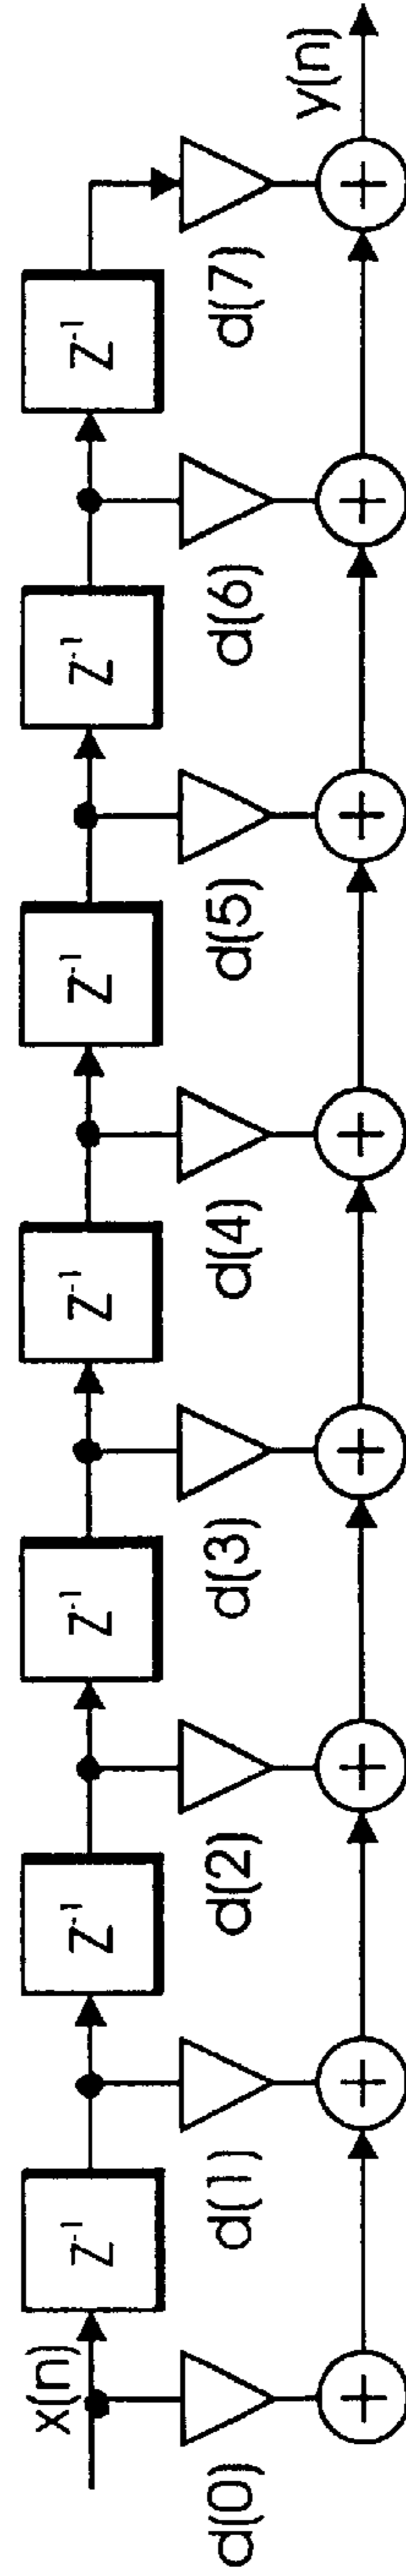 x(n)
Z⁻¹ Z⁻¹ Z⁻¹ Z⁻¹ Z⁻¹ Z⁻¹ Z⁻¹
d(0) d(1) d(2) d(3) d(4) d(5) d(6) d(7)
y(n)
+ + + + + + + +